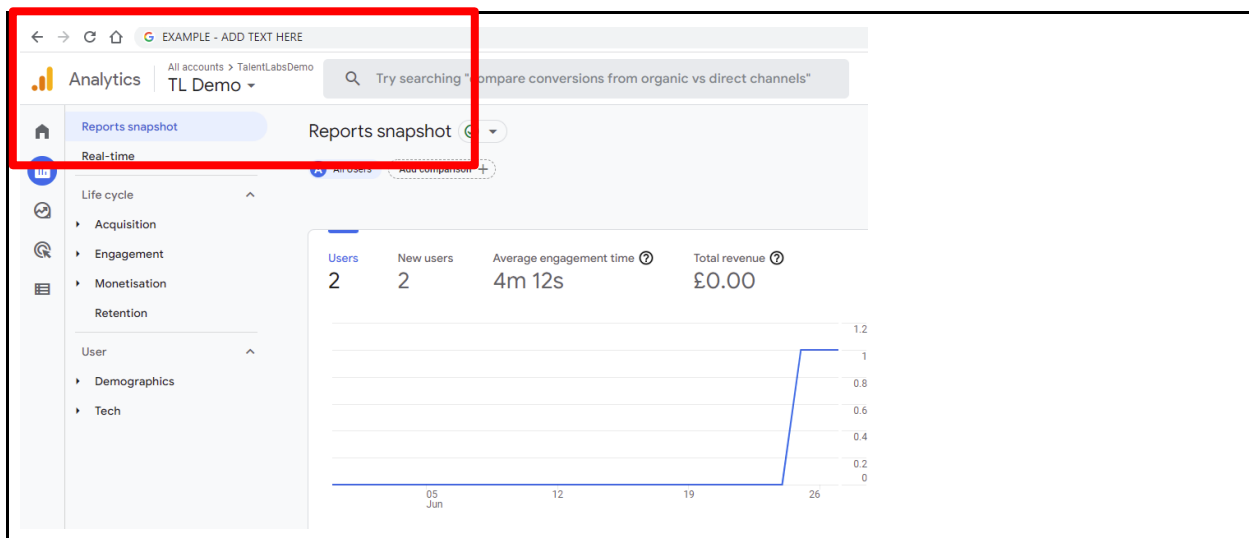 EXAMPLE - ADD TEXT HERE
Analytics
All accounts > TalentLabsDemo
TL Demo
Try searching "compare conversions from organic vs direct channels"
Reports snapshot
Real-time
Life cycle
Acquisition
Engagement
Monetisation
Retention
User
Demographics
Tech
Reports snapshot
All Users
Add comparison +
Users
2
New users
2
Average engagement time
4m 12s
Total revenue
£0.00
1.2
1
0.8
0.6
0.4
0.2
0
05
Jun
12
19
26